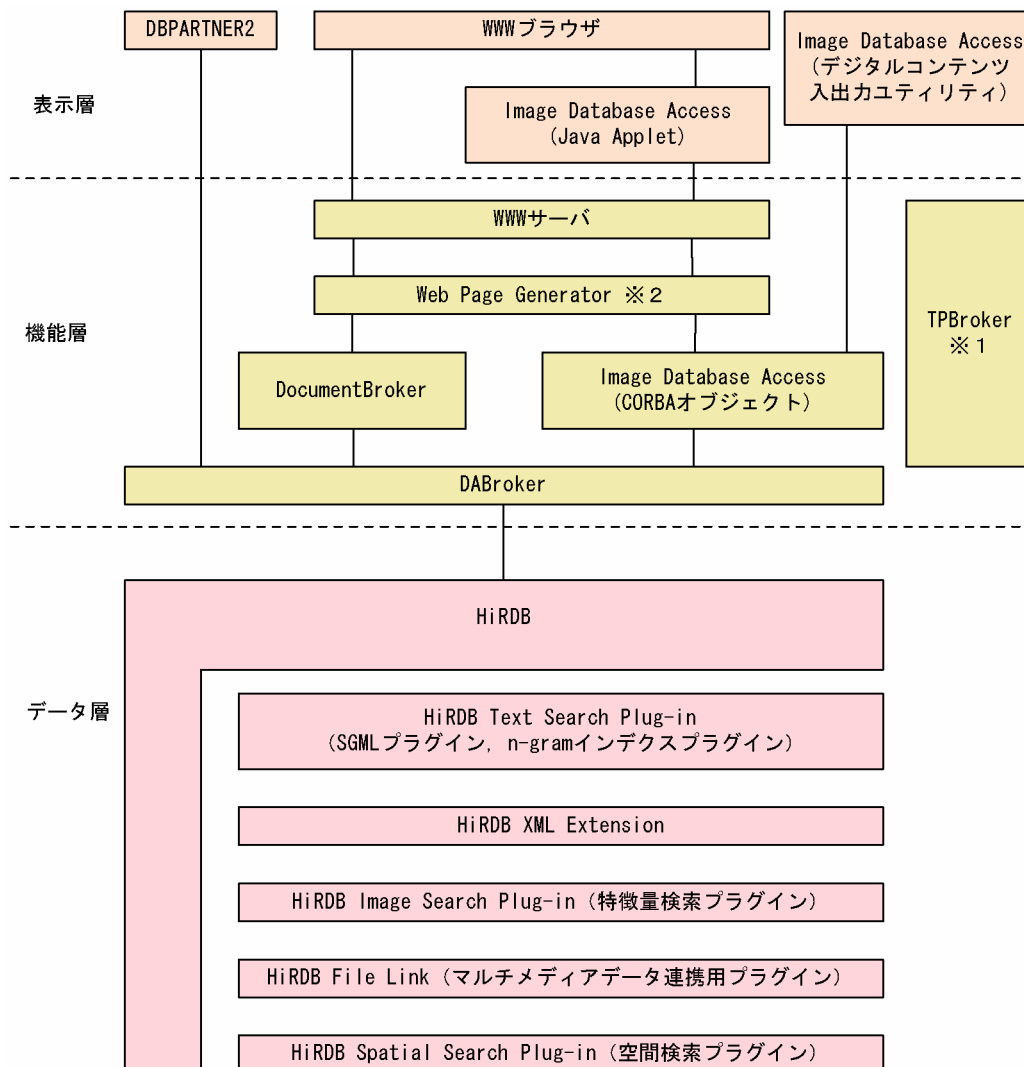 DBPARTNER2
WWWブラウザ
Image Database Access
(デジタルコンテンツ
入出力ユティリティ)
表示層
Image Database Access
(Java Applet)
WWWサーバ
Web Page Generator ※2
機能層
TPBroker
※1
DocumentBroker
Image Database Access
(CORBAオブジェクト)
DABroker
HiRDB
データ層
HiRDB Text Search Plug-in
(SGMLプラグイン, n-gramインデクスプラグイン)
HiRDB XML Extension
HiRDB Image Search Plug-in (特徴量検索プラグイン)
HiRDB File Link (マルチメディアデータ連携用プラグイン)
HiRDB Spatial Search Plug-in (空間検索プラグイン)